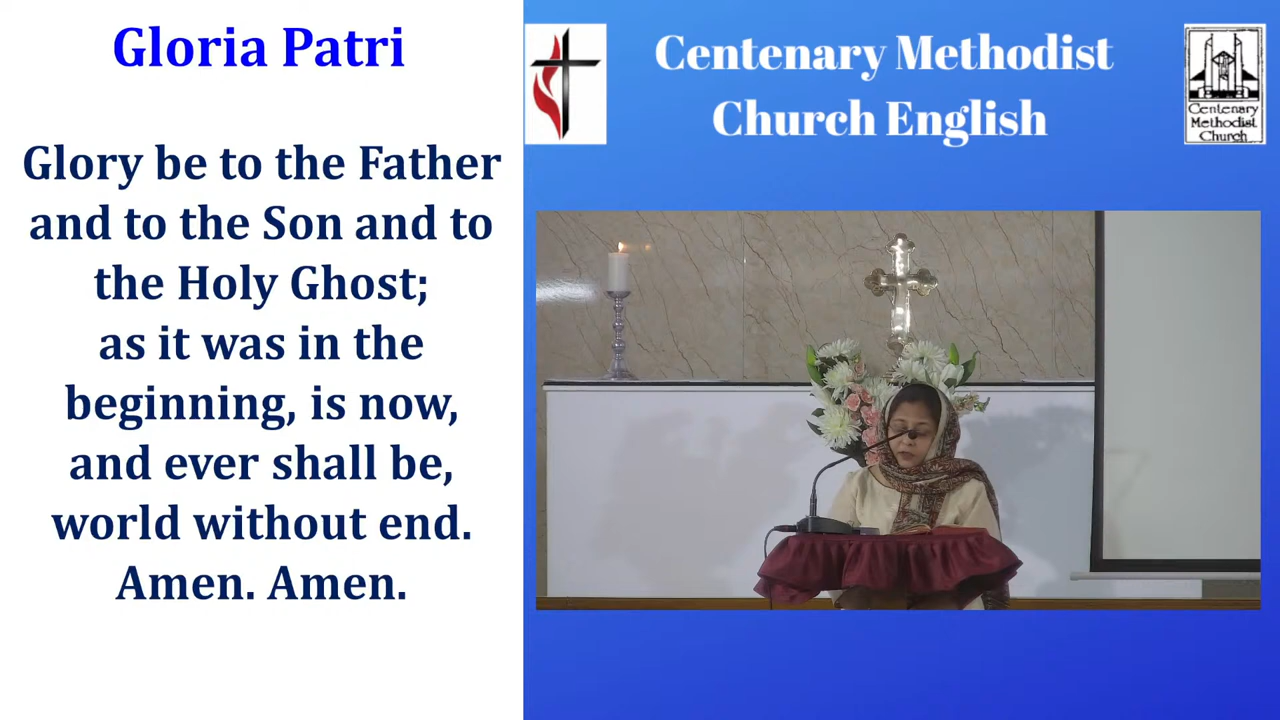 Gloria Patri
Glory be to the Father
and to the Son and to
the Holy Ghost;
as it was in the
beginning, is now,
and ever shall be,
world without end.
Amen. Amen.
Centenary Methodist
Church English
Centenary
Methodist
Church